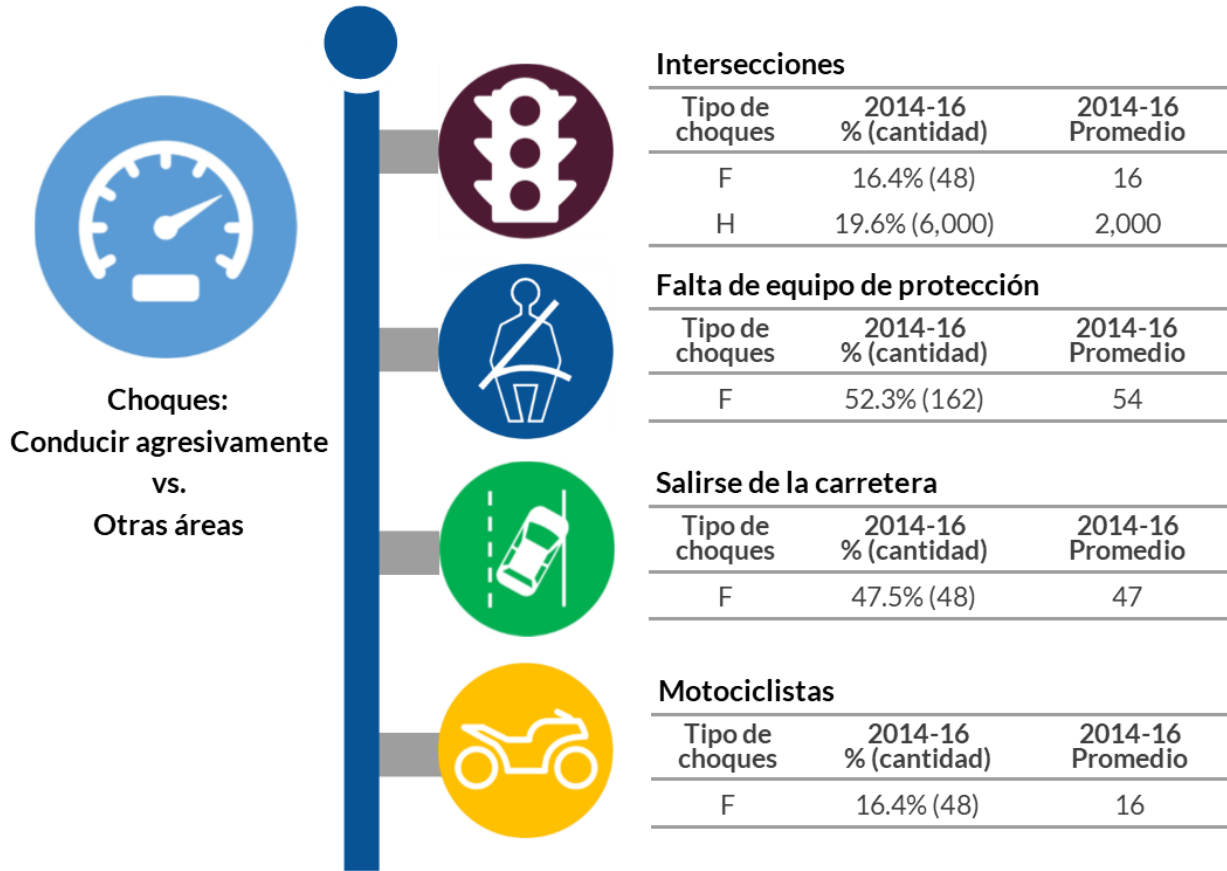 Choques:
Conducir agresivamente
vs.
Otras áreas
Intersecciones
Tipo de choques 2014-16 % (cantidad) 2014-16 Promedio
F 16.4% (48) 16
H 19.6% (6,000) 2,000
Falta de equipo de protección
Tipo de choques 2014-16 % (cantidad) 2014-16 Promedio
F 52.3% (162) 54
Salirse de la carretera
Tipo de choques 2014-16 % (cantidad) 2014-16 Promedio
F 47.5% (48) 47
Motociclistas
Tipo de choques 2014-16 % (cantidad) 2014-16 Promedio
F 16.4% (48) 16